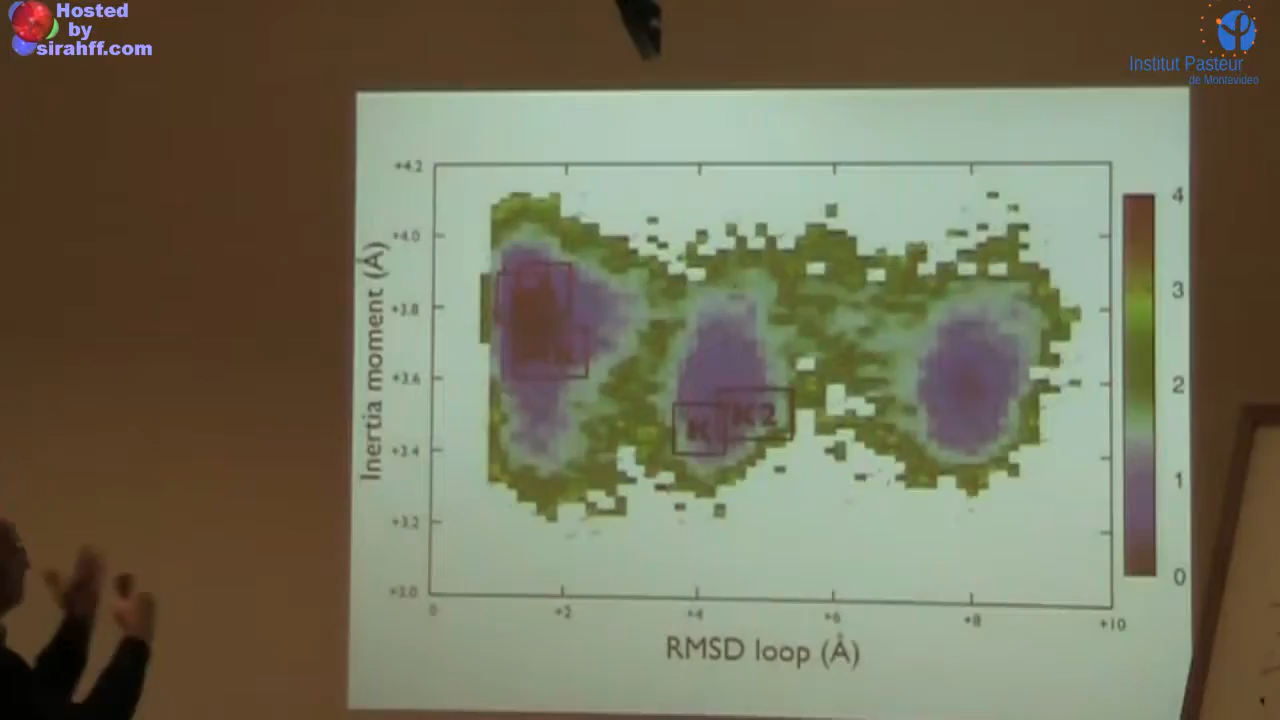 Hosted
by
sirahff.com
Institut Pasteur
de Montevideo
+4.2
+4.0
+3.8
+3.6
+3.4
+3.2
+3.0
Inertia moment (Å)
K
K2
0
+2
+4
+6
+8
+10
RMSD loop (Å)
4
3
2
1
0